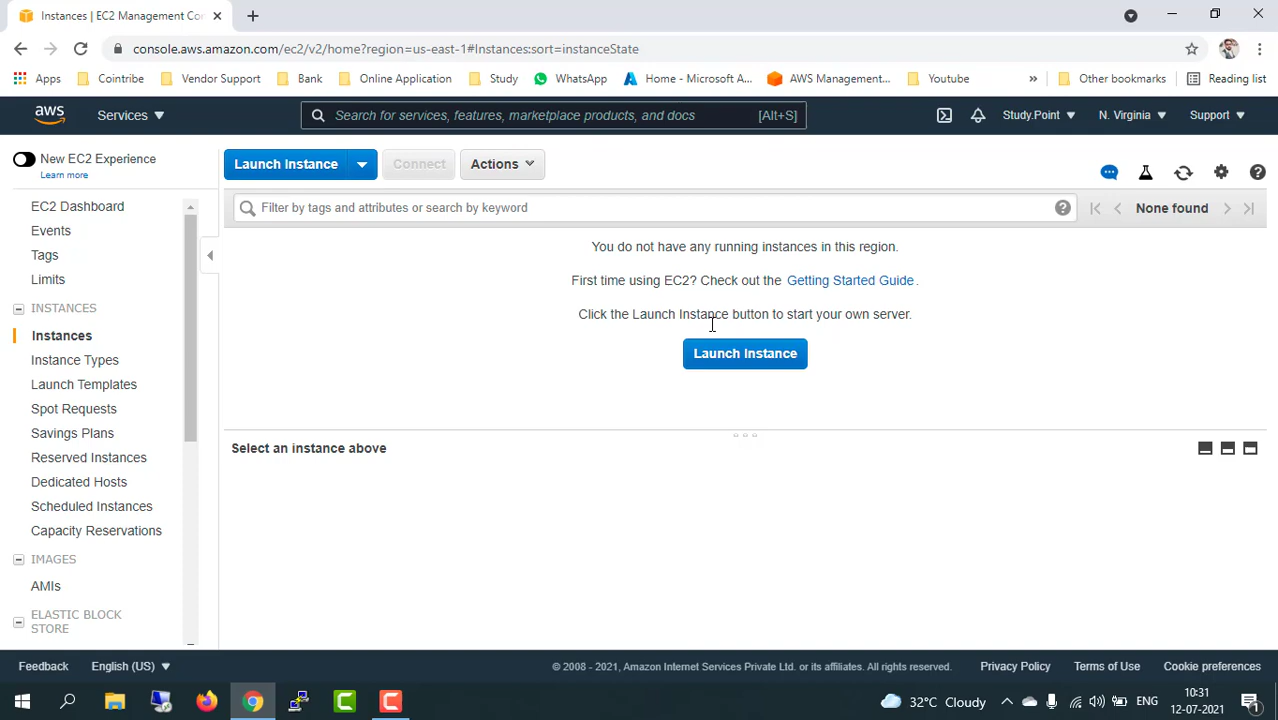 Instances | EC2 Management Con
console.aws.amazon.com/ec2/v2/home?region=us-east-1#Instances:sort=instanceState
Apps Cointribe Vendor Support Bank Online Application Study WhatsApp Home - Microsoft A... AWS Management... Youtube » Other bookmarks Reading list
aws Services Search for services, features, marketplace products, and docs [Alt+S] Study.Point N. Virginia Support
New EC2 Experience
Learn more
Launch Instance Connect Actions
EC2 Dashboard
Events
Tags
Limits
INSTANCES
Instances
Instance Types
Launch Templates
Spot Requests
Savings Plans
Reserved Instances
Dedicated Hosts
Scheduled Instances
Capacity Reservations
IMAGES
AMIs
ELASTIC BLOCK
STORE
Filter by tags and attributes or search by keyword None found
You do not have any running instances in this region.
First time using EC2? Check out the Getting Started Guide.
Click the Launch Instance button to start your own server.
Launch Instance
Select an instance above
Feedback English (US) © 2008 - 2021, Amazon Internet Services Private Ltd. or its affiliates. All rights reserved. Privacy Policy Terms of Use Cookie preferences
32°C Cloudy ENG 10:31
12-07-2021
1